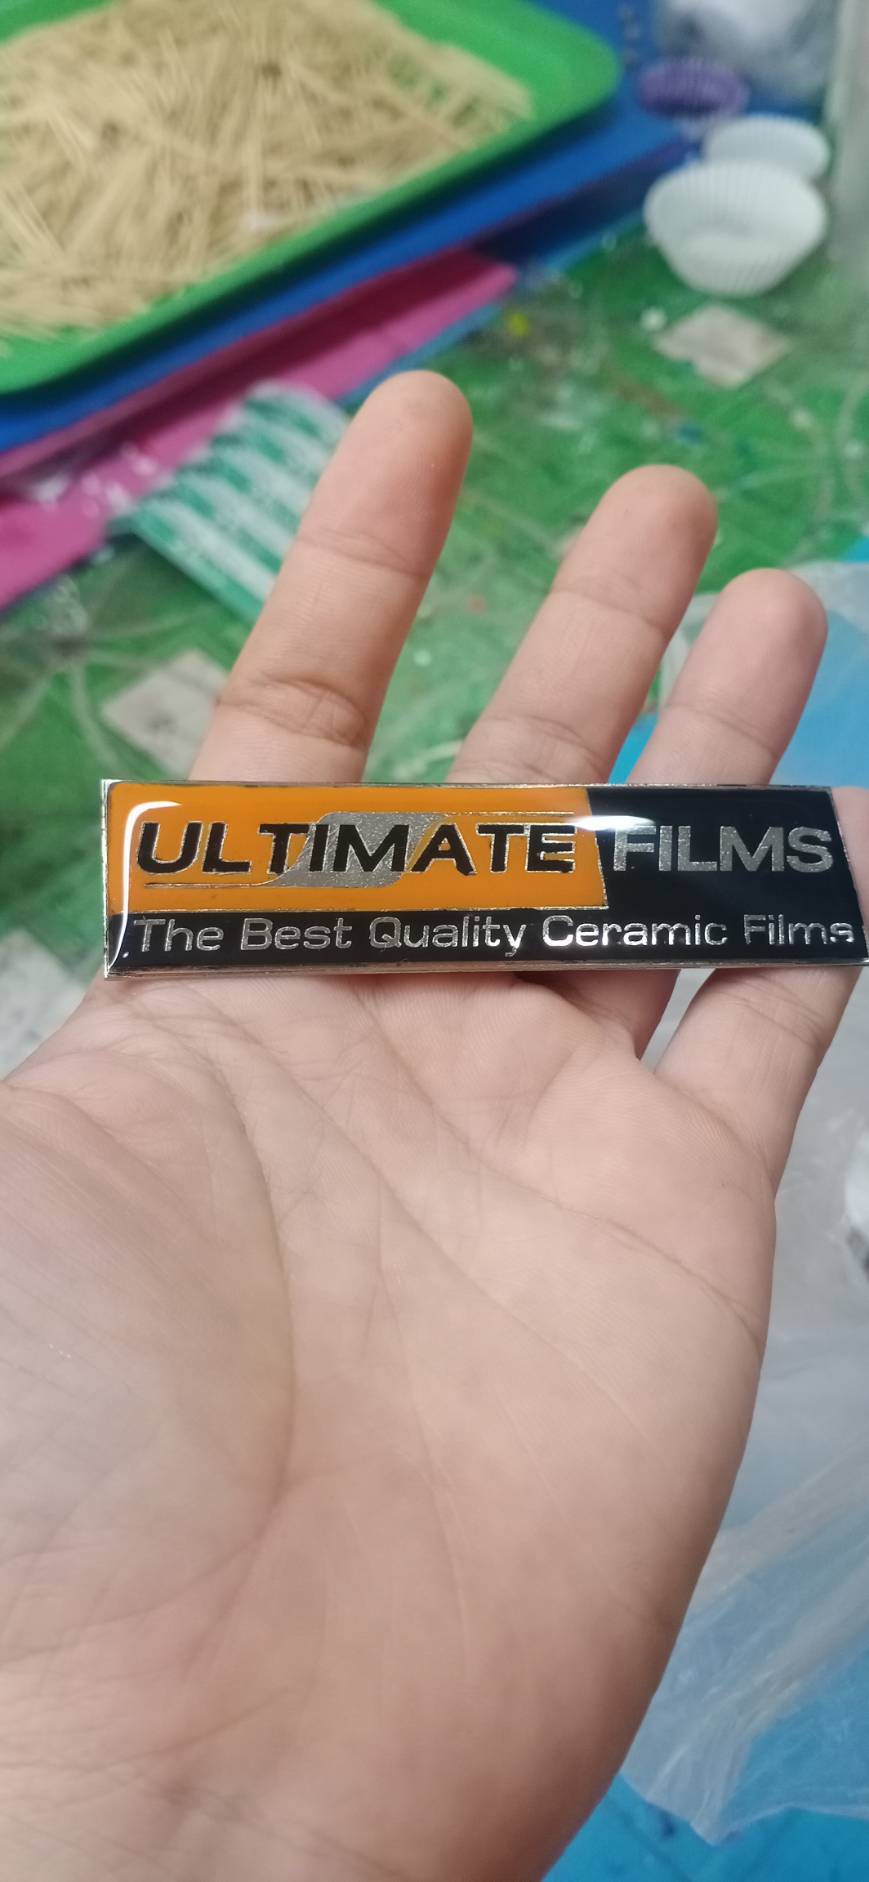 ULTIMATE FILMS
The Best Quality Ceramic Films